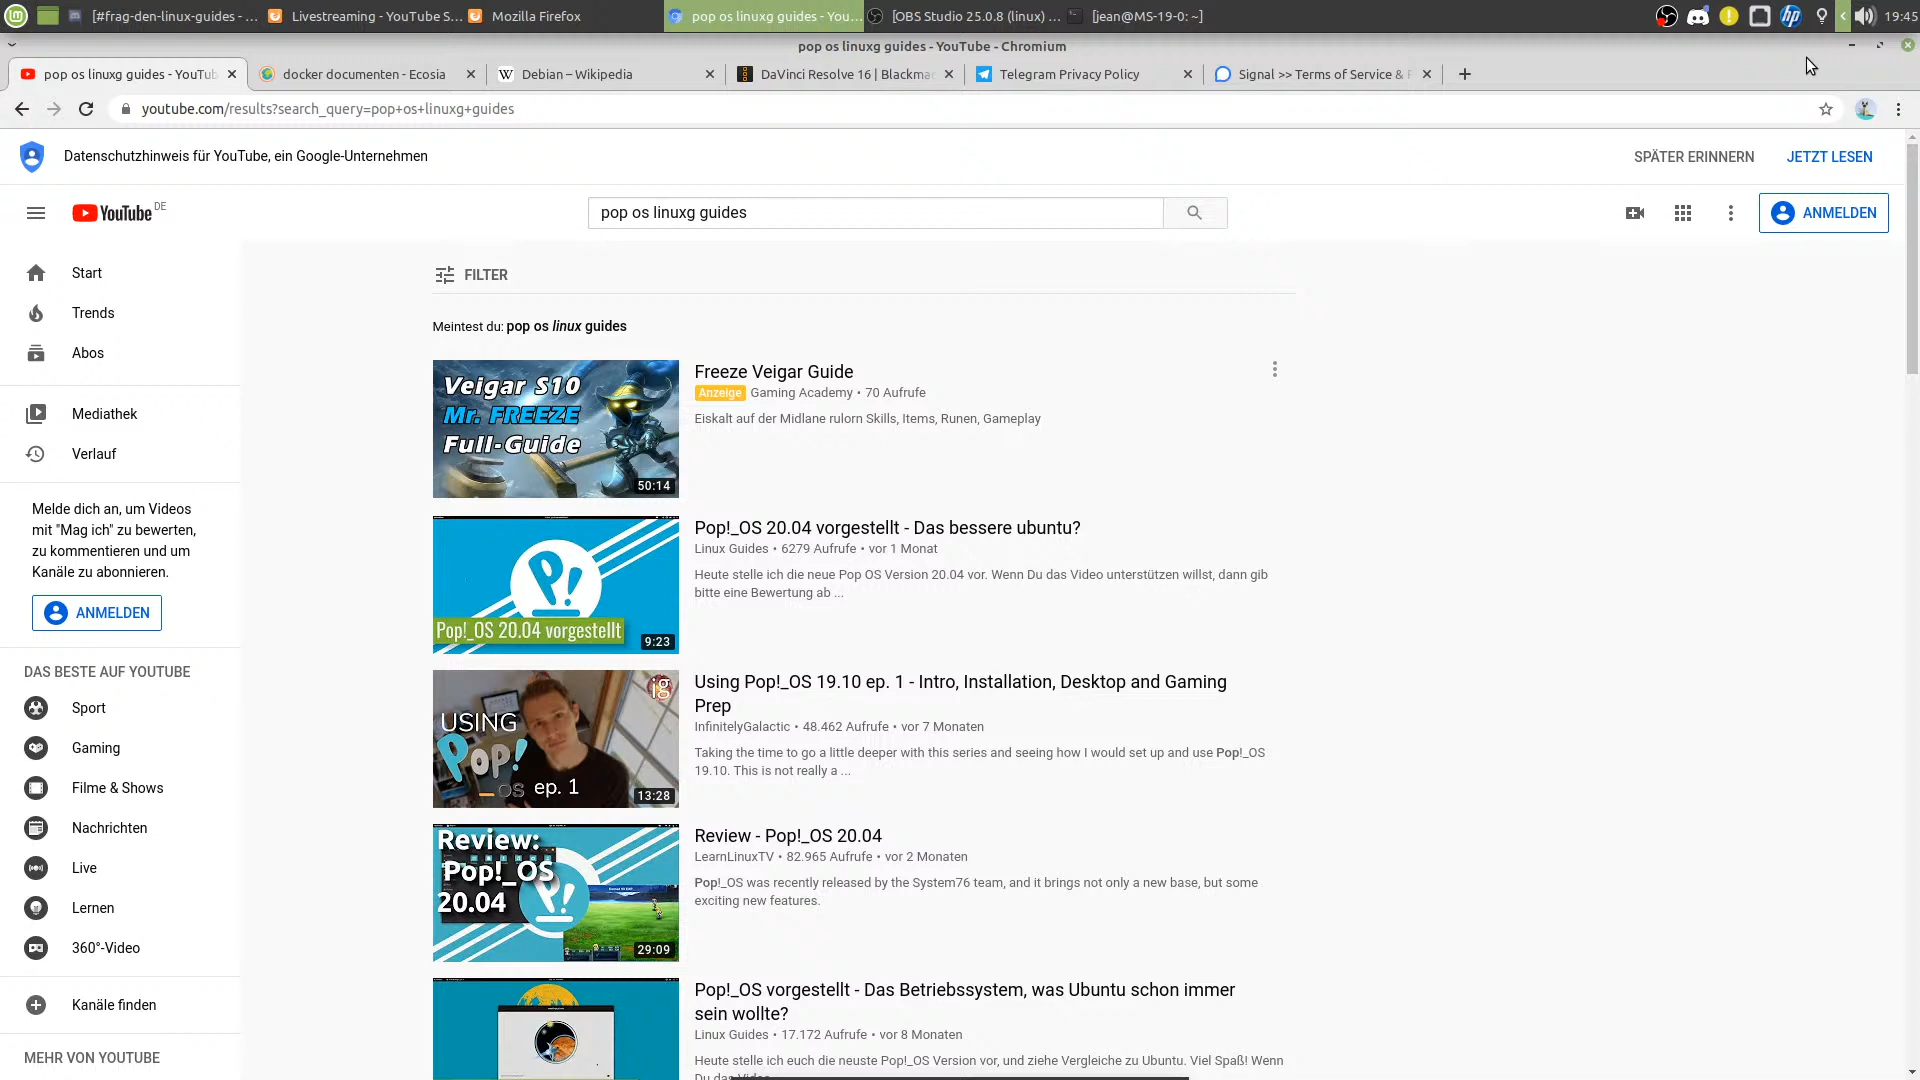 [#frag-den-linux-guides - ...
Livestreaming - YouTube S...
Mozilla Firefox
pop os linuxg guides - You...
[OBS Studio 25.0.8 (linux) ...
[jean@MS-19-0: ~]
hp
19:45
pop os linuxg guides - YouTube - Chromium
pop os linuxg guides - YouTub
docker documenten - Ecosia
W Debian – Wikipedia
DaVinci Resolve 16 | Blackmag
Telegram Privacy Policy
Signal >> Terms of Service & P
youtube.com/results?search_query=pop+os+linuxg+guides
Datenschutzhinweis für YouTube, ein Google-Unternehmen
SPÄTER ERINNERN
JETZT LESEN
YouTube DE
pop os linuxg guides
ANMELDEN
Start
Trends
Abos
Mediathek
Verlauf
Melde dich an, um Videos
mit "Mag ich" zu bewerten,
zu kommentieren und um
Kanäle zu abonnieren.
ANMELDEN
DAS BESTE AUF YOUTUBE
Sport
Gaming
Filme & Shows
Nachrichten
Live
Lernen
360°-Video
Kanäle finden
MEHR VON YOUTUBE
FILTER
Meintest du: pop os linux guides
Veigar S10
Mr. FREEZE
Full-Guide
50:14
Freeze Veigar Guide
Anzeige Gaming Academy • 70 Aufrufe
Eiskalt auf der Midlane rulorn Skills, Items, Runen, Gameplay
P!
Pop!_OS 20.04 vorgestellt
9:23
Pop!_OS 20.04 vorgestellt - Das bessere ubuntu?
Linux Guides • 6279 Aufrufe • vor 1 Monat
Heute stelle ich die neue Pop OS Version 20.04 vor. Wenn Du das Video unterstützen willst, dann gib
bitte eine Bewertung ab ...
ig
USING
Pop!
_OS ep. 1
13:28
Using Pop!_OS 19.10 ep. 1 - Intro, Installation, Desktop and Gaming
Prep
InfinitelyGalactic • 48.462 Aufrufe • vor 7 Monaten
Taking the time to go a little deeper with this series and seeing how I would set up and use Pop!_OS
19.10. This is not really a ...
Review:
Pop!_OS
20.04
P!
29:09
Review - Pop!_OS 20.04
LearnLinuxTV • 82.965 Aufrufe • vor 2 Monaten
Pop!_OS was recently released by the System76 team, and it brings not only a new base, but some
exciting new features.
Pop!_OS vorgestellt - Das Betriebssystem, was Ubuntu schon immer
sein wollte?
Linux Guides • 17.172 Aufrufe • vor 8 Monaten
Heute stelle ich euch die neuste Pop!_OS Version vor, und ziehe Vergleiche zu Ubuntu. Viel Spaß! Wenn
Du das Video